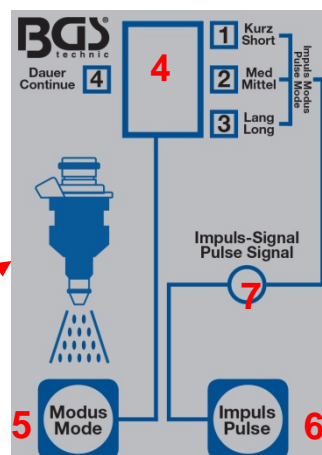 BGS
technic
Dauer
Continue
4
4
1
Kurz
Short
2
Med
Mittel
3
Lang
Long
Impuls Modus
Pulse Mode
Impuls-Signal
Pulse Signal
7
5
Modus
Mode
Impuls
Pulse
6